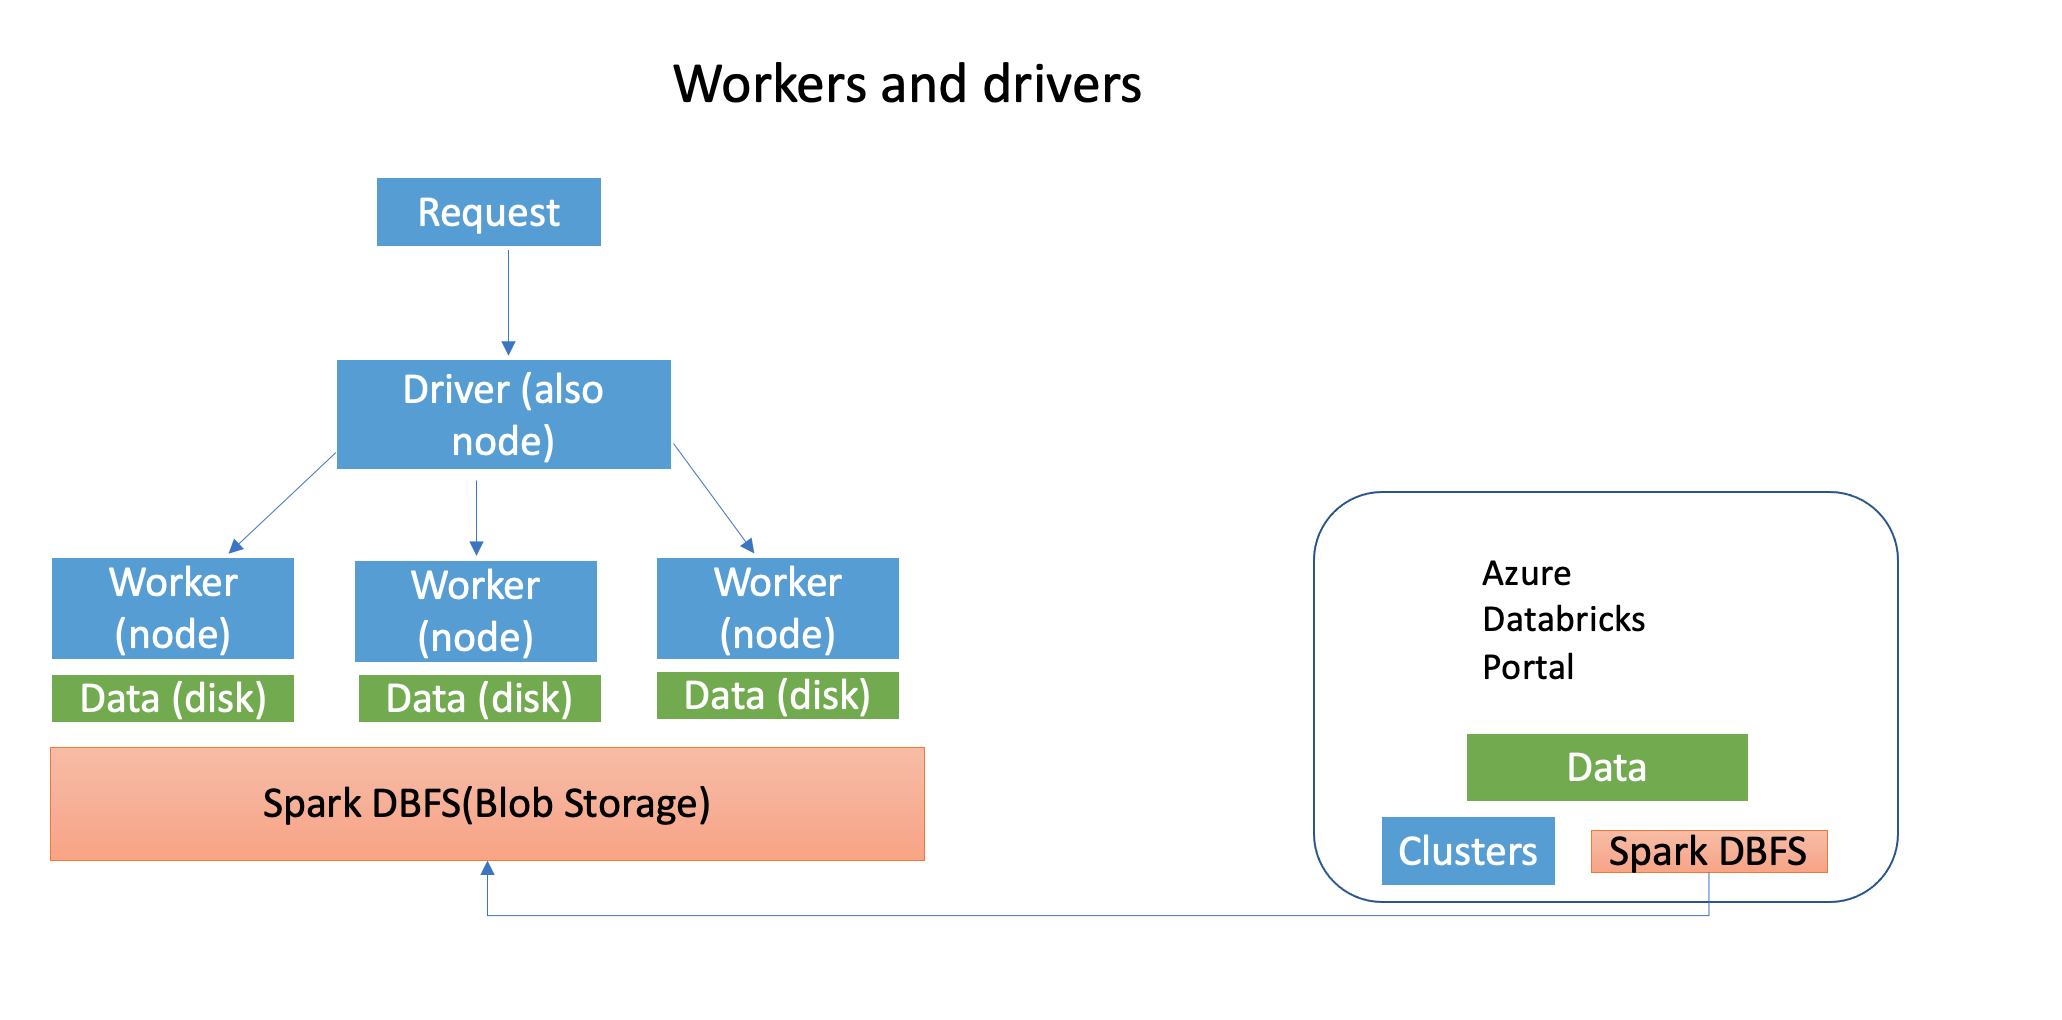 Workers and drivers
Request
Driver (also
node)
Worker
(node)
Worker
(node)
Worker
(node)
Data (disk)
Data (disk)
Data (disk)
Spark DBFS(Blob Storage)
Azure
Databricks
Portal
Data
Clusters
Spark DBFS